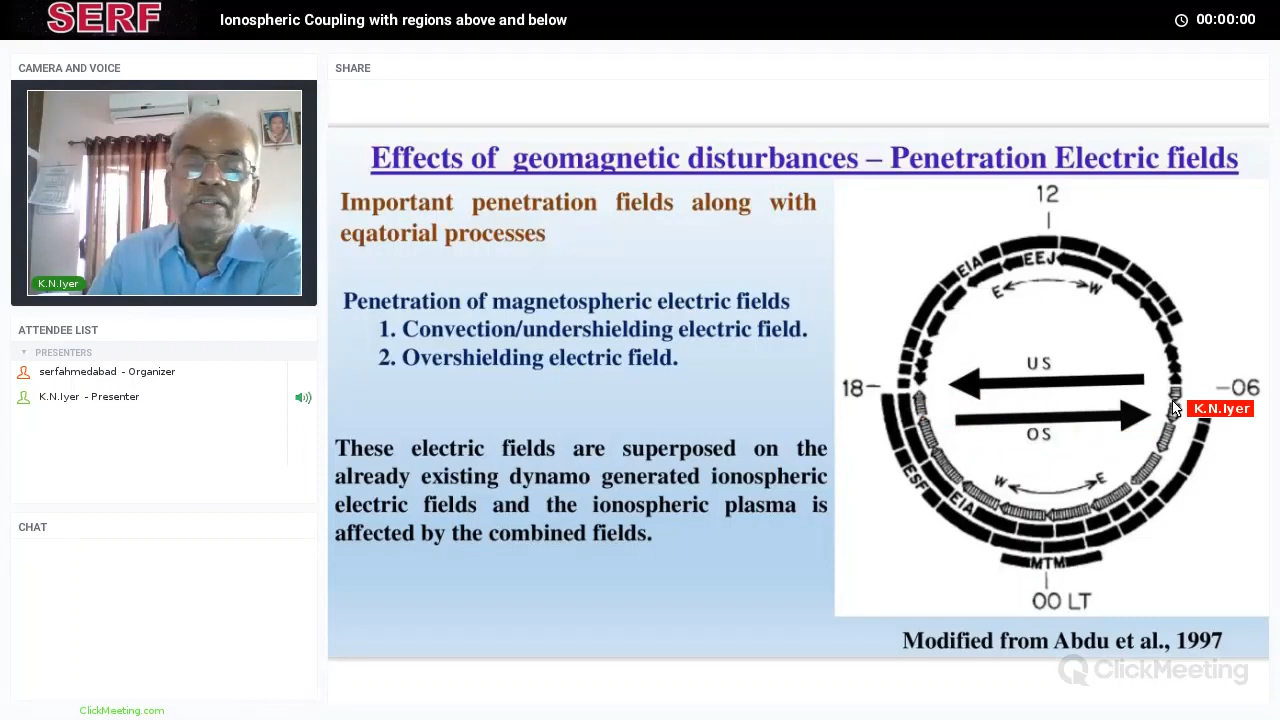 SERF
Ionospheric Coupling with regions above and below
00:00:00
CAMERA AND VOICE
K.N.Iyer
ATTENDEE LIST
PRESENTERS
serfahmedabad - Organizer
K.N.Iyer - Presenter
CHAT
ClickMeeting.com
SHARE
Effects of geomagnetic disturbances – Penetration Electric fields
Important penetration fields along with
eqatorial processes
Penetration of magnetospheric electric fields
1. Convection/undershielding electric field.
2. Overshielding electric field.
These electric fields are superposed on the
already existing dynamo generated ionospheric
electric fields and the ionospheric plasma is
affected by the combined fields.
12
EIA
EEJ
E W
US
18
06
K.N.Iyer
OS
W E
ESF
EIA
MTM
00 LT
Modified from Abdu et al., 1997
ClickMeeting